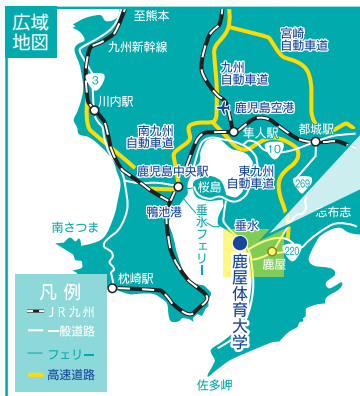 広域
地図
至熊本
九州新幹線
宮崎
自動車道
九州
自動車道
3
川内駅
鹿児島空港
南九州
自動車道
隼人駅
都城駅
10
鹿児島中央駅
桜島
東九州
自動車道
269
鴨池港
垂水フェリー
志布志
南さつま
垂水
220
鹿屋
鹿屋体育大学
枕崎駅
凡例
JR九州
一般道路
フェリー
高速道路
佐多岬